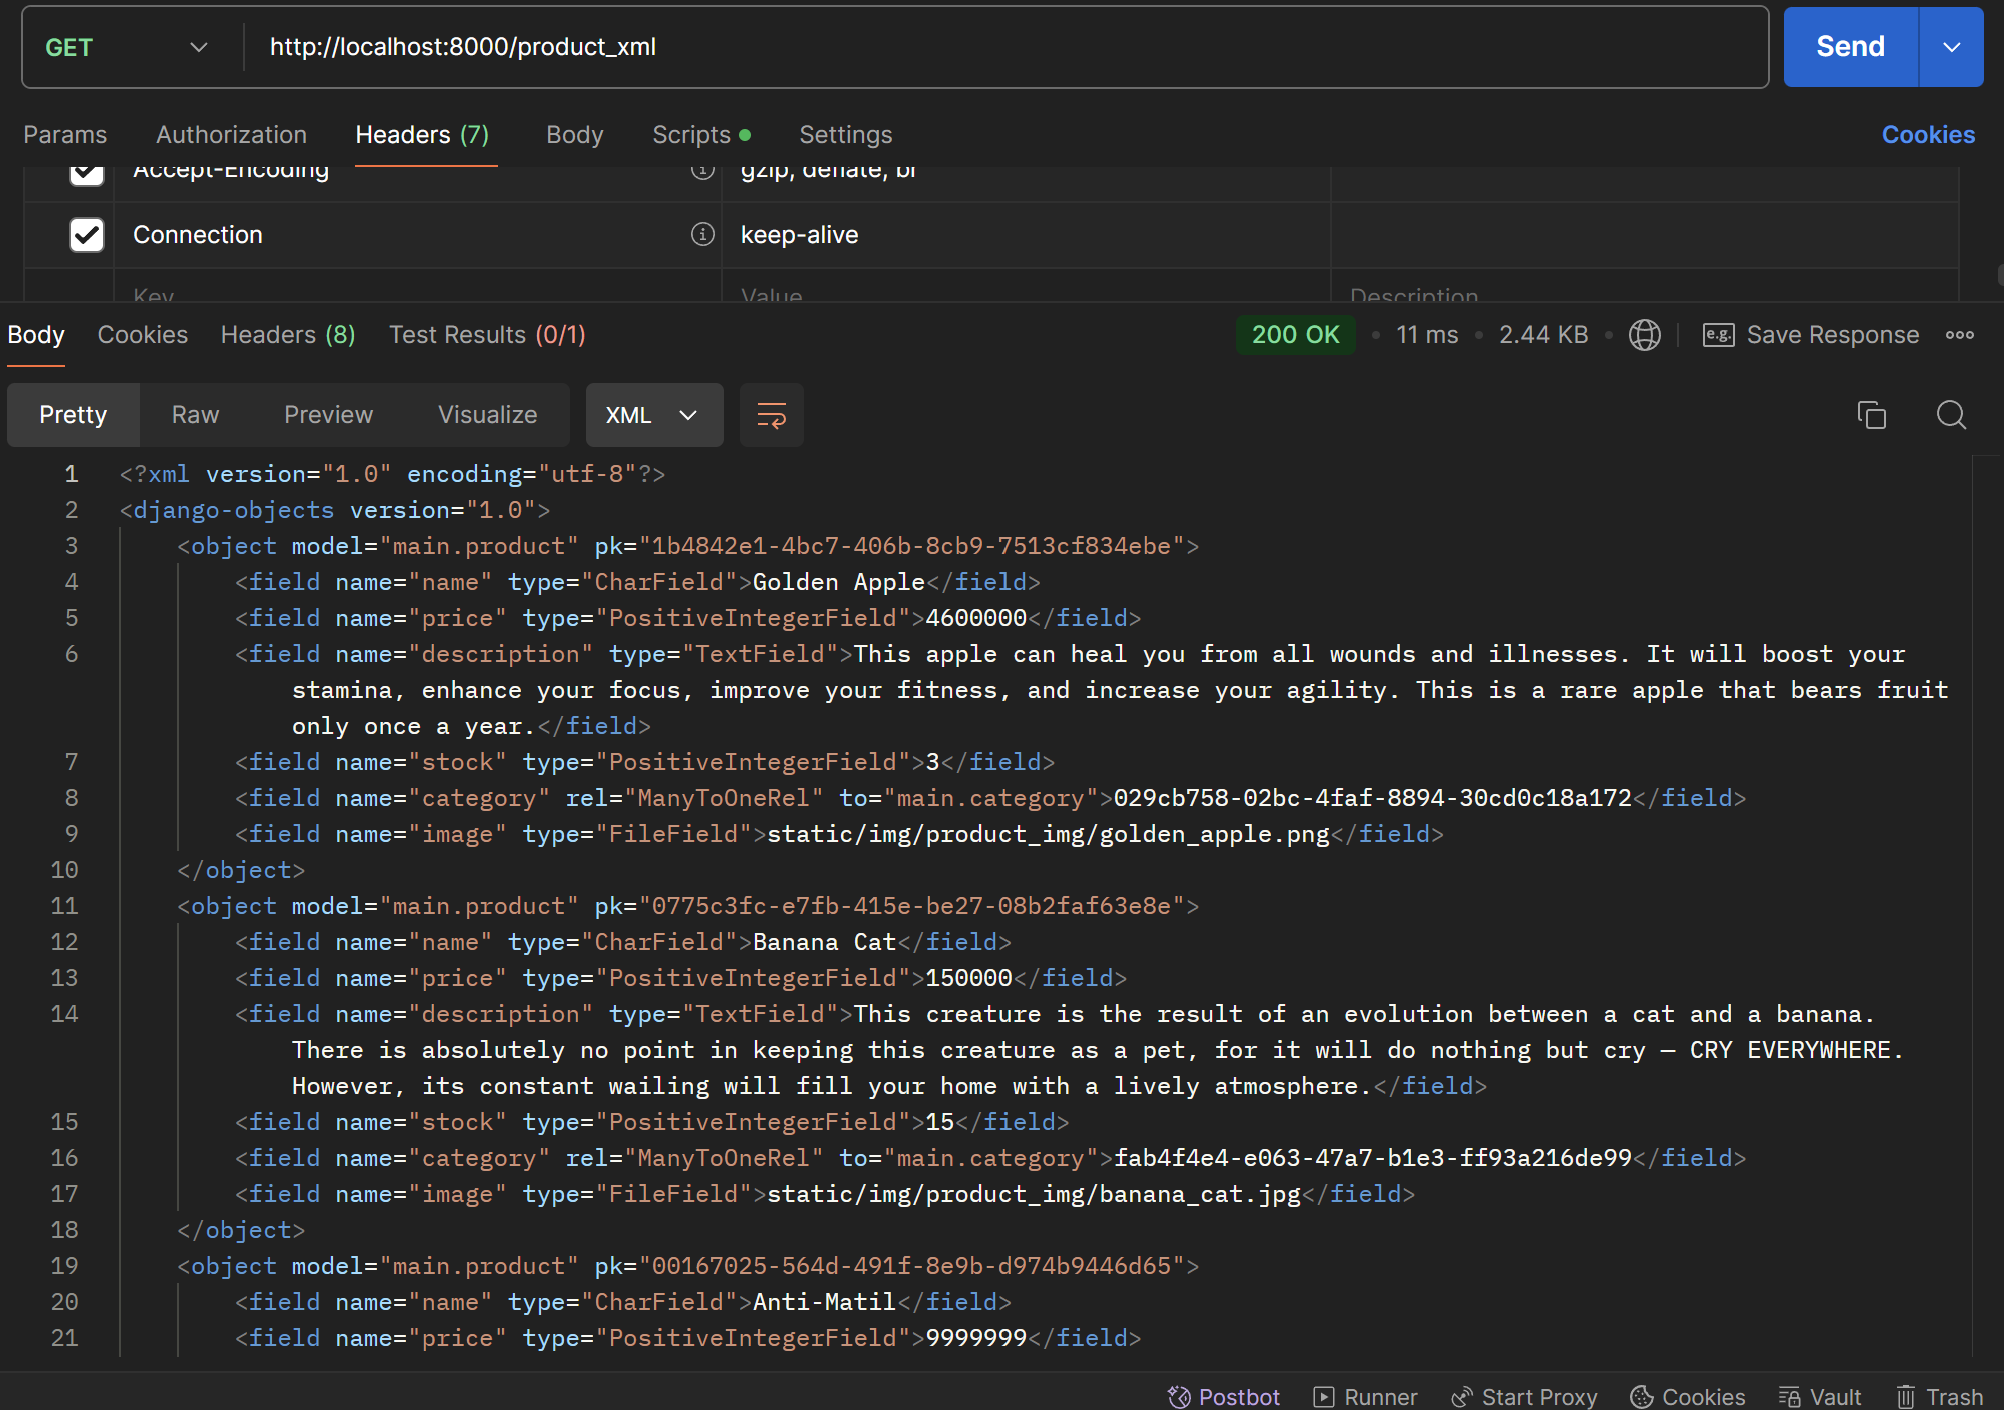 GET http://localhost:8000/product_xml Send
Params Authorization Headers (7) Body Scripts Settings Cookies
Accept-Encoding gzip, deflate, br
Connection keep-alive
Key Value Description
Body Cookies Headers (8) Test Results (0/1) 200 OK • 11 ms • 2.44 KB • e.g. Save Response
Pretty Raw Preview Visualize XML
1 <?xml version="1.0" encoding="utf-8"?>
2 <django-objects version="1.0">
3 <object model="main.product" pk="1b4842e1-4bc7-406b-8cb9-7513cf834ebe">
4 <field name="name" type="CharField">Golden Apple</field>
5 <field name="price" type="PositiveIntegerField">4600000</field>
6 <field name="description" type="TextField">This apple can heal you from all wounds and illnesses. It will boost your
stamina, enhance your focus, improve your fitness, and increase your agility. This is a rare apple that bears fruit
only once a year.</field>
7 <field name="stock" type="PositiveIntegerField">3</field>
8 <field name="category" rel="ManyToOneRel" to="main.category">029cb758-02bc-4faf-8894-30cd0c18a172</field>
9 <field name="image" type="FileField">static/img/product_img/golden_apple.png</field>
10 </object>
11 <object model="main.product" pk="0775c3fc-e7fb-415e-be27-08b2faf63e8e">
12 <field name="name" type="CharField">Banana Cat</field>
13 <field name="price" type="PositiveIntegerField">150000</field>
14 <field name="description" type="TextField">This creature is the result of an evolution between a cat and a banana.
There is absolutely no point in keeping this creature as a pet, for it will do nothing but cry — CRY EVERYWHERE.
However, its constant wailing will fill your home with a lively atmosphere.</field>
15 <field name="stock" type="PositiveIntegerField">15</field>
16 <field name="category" rel="ManyToOneRel" to="main.category">fab4f4e4-e063-47a7-b1e3-ff93a216de99</field>
17 <field name="image" type="FileField">static/img/product_img/banana_cat.jpg</field>
18 </object>
19 <object model="main.product" pk="00167025-564d-491f-8e9b-d974b9446d65">
20 <field name="name" type="CharField">Anti-Matil</field>
21 <field name="price" type="PositiveIntegerField">9999999</field>
Postbot Runner Start Proxy Cookies Vault Trash